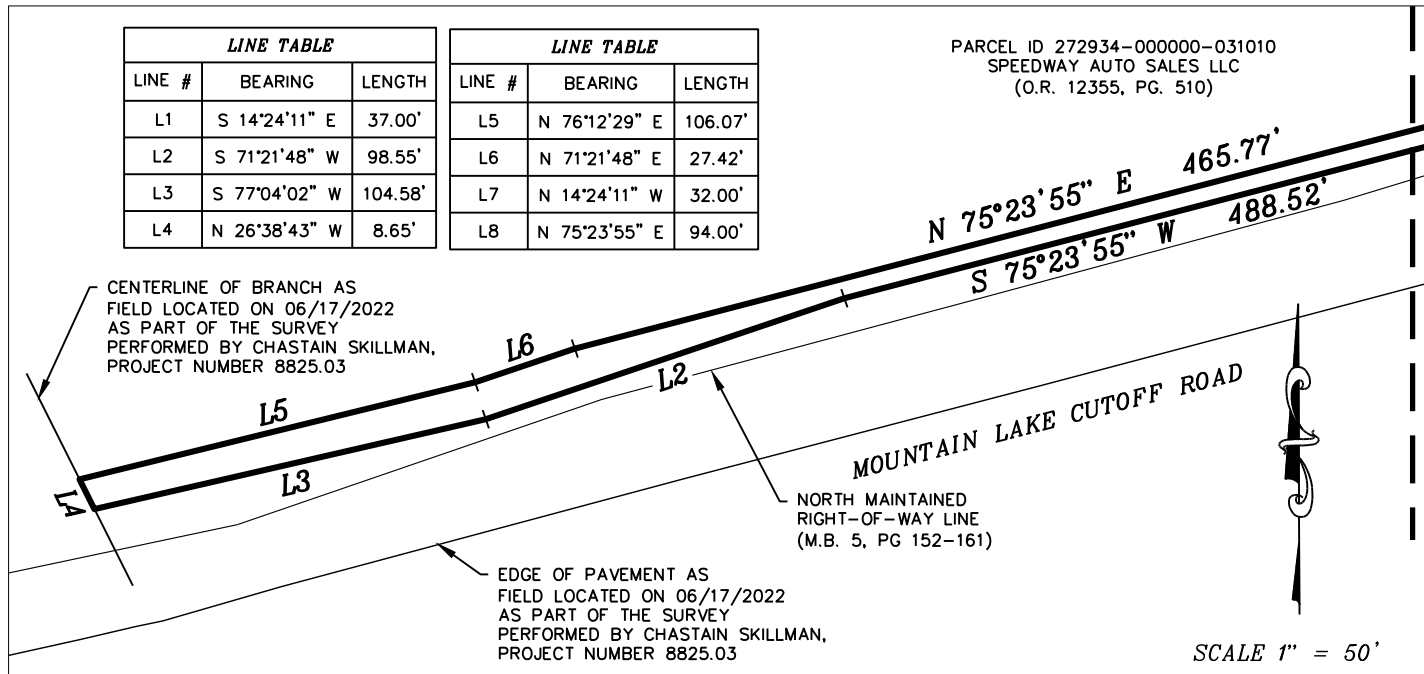 LINE TABLE
LINE # BEARING LENGTH
L1 S 14°24'11" E 37.00'
L2 S 71°21'48" W 98.55'
L3 S 77°04'02" W 104.58'
L4 N 26°38'43" W 8.65'
LINE TABLE
LINE # BEARING LENGTH
L5 N 76°12'29" E 106.07'
L6 N 71°21'48" E 27.42'
L7 N 14°24'11" W 32.00'
L8 N 75°23'55" E 94.00'
PARCEL ID 272934-000000-031010
SPEEDWAY AUTO SALES LLC
(O.R. 12355, PG. 510)
N 75°23'55" E 465.77'
S 75°23'55" W 488.52'
CENTERLINE OF BRANCH AS
FIELD LOCATED ON 06/17/2022
AS PART OF THE SURVEY
PERFORMED BY CHASTAIN SKILLMAN,
PROJECT NUMBER 8825.03
L6
L2
L5
L3
L4
MOUNTAIN LAKE CUTOFF ROAD
NORTH MAINTAINED
RIGHT-OF-WAY LINE
(M.B. 5, PG 152-161)
EDGE OF PAVEMENT AS
FIELD LOCATED ON 06/17/2022
AS PART OF THE SURVEY
PERFORMED BY CHASTAIN SKILLMAN,
PROJECT NUMBER 8825.03
SCALE 1" = 50'